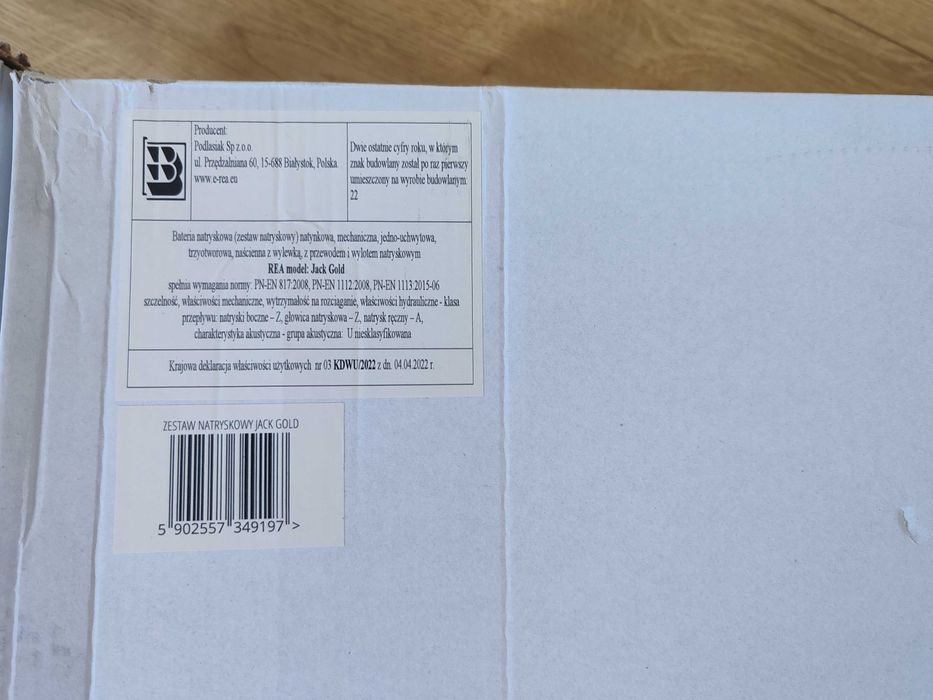 Producent:
Podlasiak Sp z.o.o.
ul. Przędzalniana 60, 15-688 Białystok, Polska.
www.e-rea.eu
Dwie ostatnie cyfry roku, w którym
znak budowlany został po raz pierwszy
umieszczony na wyrobie budowlanym:
22
Bateria natryskowa (zestaw natryskowy) natynkowa, mechaniczna, jedno-uchwytowa,
trzyotworowa, naścienna z wylewką, z przewodem i wylotem natryskowym
REA model: Jack Gold
spełnia wymagania normy: PN-EN 817:2008, PN-EN 1112:2008, PN-EN 1113:2015-06
szczelność, właściwości mechaniczne, wytrzymałość na rozciąganie, właściwości hydrauliczne - klasa
przepływu: natryski boczne – Z, głowica natryskowa – Z, natrysk ręczny – A,
charakterystyka akustyczna - grupa akustyczna: U niesklasyfikowana
Krajowa deklaracja właściwości użytkowych nr 03 KDWU/2022 z dn. 04.04.2022 r.
ZESTAW NATRYSKOWY JACK GOLD
5 902557 349197 >